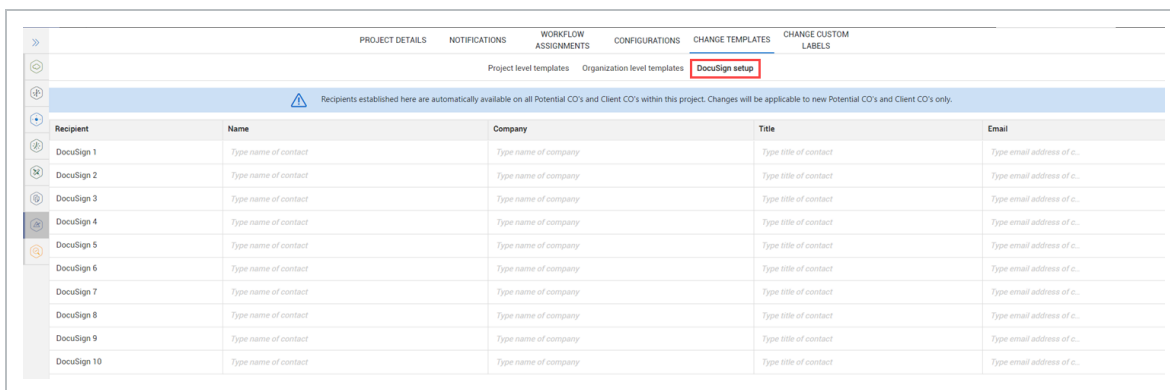 PROJECT DETAILS NOTIFICATIONS WORKFLOW ASSIGNMENTS CONFIGURATIONS CHANGE TEMPLATES CHANGE CUSTOM LABELS
Project level templates Organization level templates DocuSign setup
Recipients established here are automatically available on all Potential CO's and Client CO's within this project. Changes will be applicable to new Potential CO's and Client CO's only.
Recipient Name Company Title Email
DocuSign 1 Type name of contact Type name of company Type title of contact Type email address of c...
DocuSign 2 Type name of contact Type name of company Type title of contact Type email address of c...
DocuSign 3 Type name of contact Type name of company Type title of contact Type email address of c...
DocuSign 4 Type name of contact Type name of company Type title of contact Type email address of c...
DocuSign 5 Type name of contact Type name of company Type title of contact Type email address of c...
DocuSign 6 Type name of contact Type name of company Type title of contact Type email address of c...
DocuSign 7 Type name of contact Type name of company Type title of contact Type email address of c...
DocuSign 8 Type name of contact Type name of company Type title of contact Type email address of c...
DocuSign 9 Type name of contact Type name of company Type title of contact Type email address of c...
DocuSign 10 Type name of contact Type name of company Type title of contact Type email address of c...